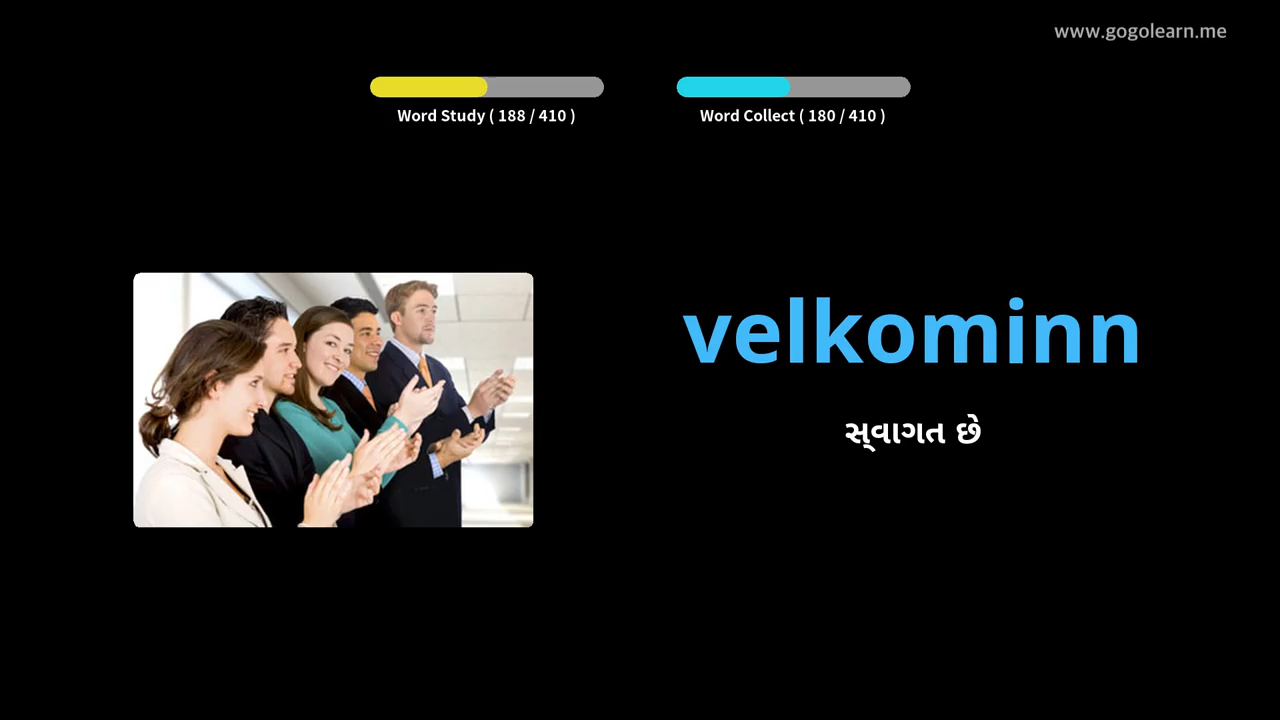 www.gogolearn.me
Word Study ( 188 / 410 )
Word Collect ( 180 / 410 )
velkominn
સ્વાગત છે